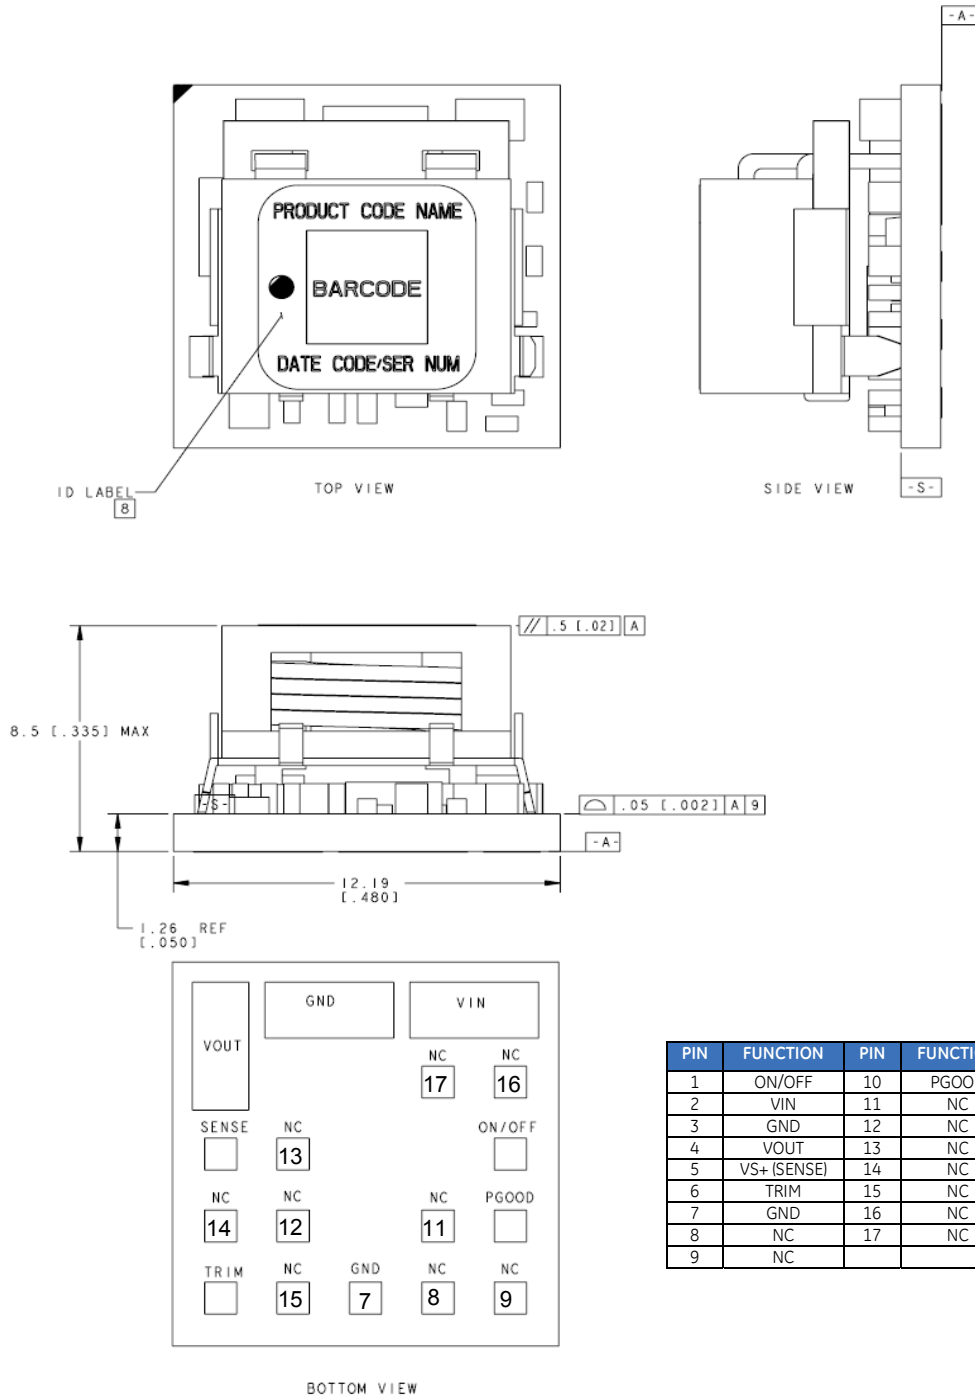 -A-
PRODUCT CODE NAME
BARCODE
DATE CODE/SER NUM
ID LABEL
8
TOP VIEW
SIDE VIEW
-S-
// .5 [.02] A
8.5 [.335] MAX
-S-
.05 [.002] A 9
-A-
12.19
[.480]
1.26 REF
[.050]
GND
VIN
VOUT
NC NC
17 16
SENSE NC ON/OFF
13
NC NC NC PGOOD
14 12 11
TRIM NC GND NC NC
15 7 8 9
BOTTOM VIEW
PIN FUNCTION PIN FUNCTI
1 ON/OFF 10 PGOO
2 VIN 11 NC
3 GND 12 NC
4 VOUT 13 NC
5 VS+ (SENSE) 14 NC
6 TRIM 15 NC
7 GND 16 NC
8 NC 17 NC
9 NC